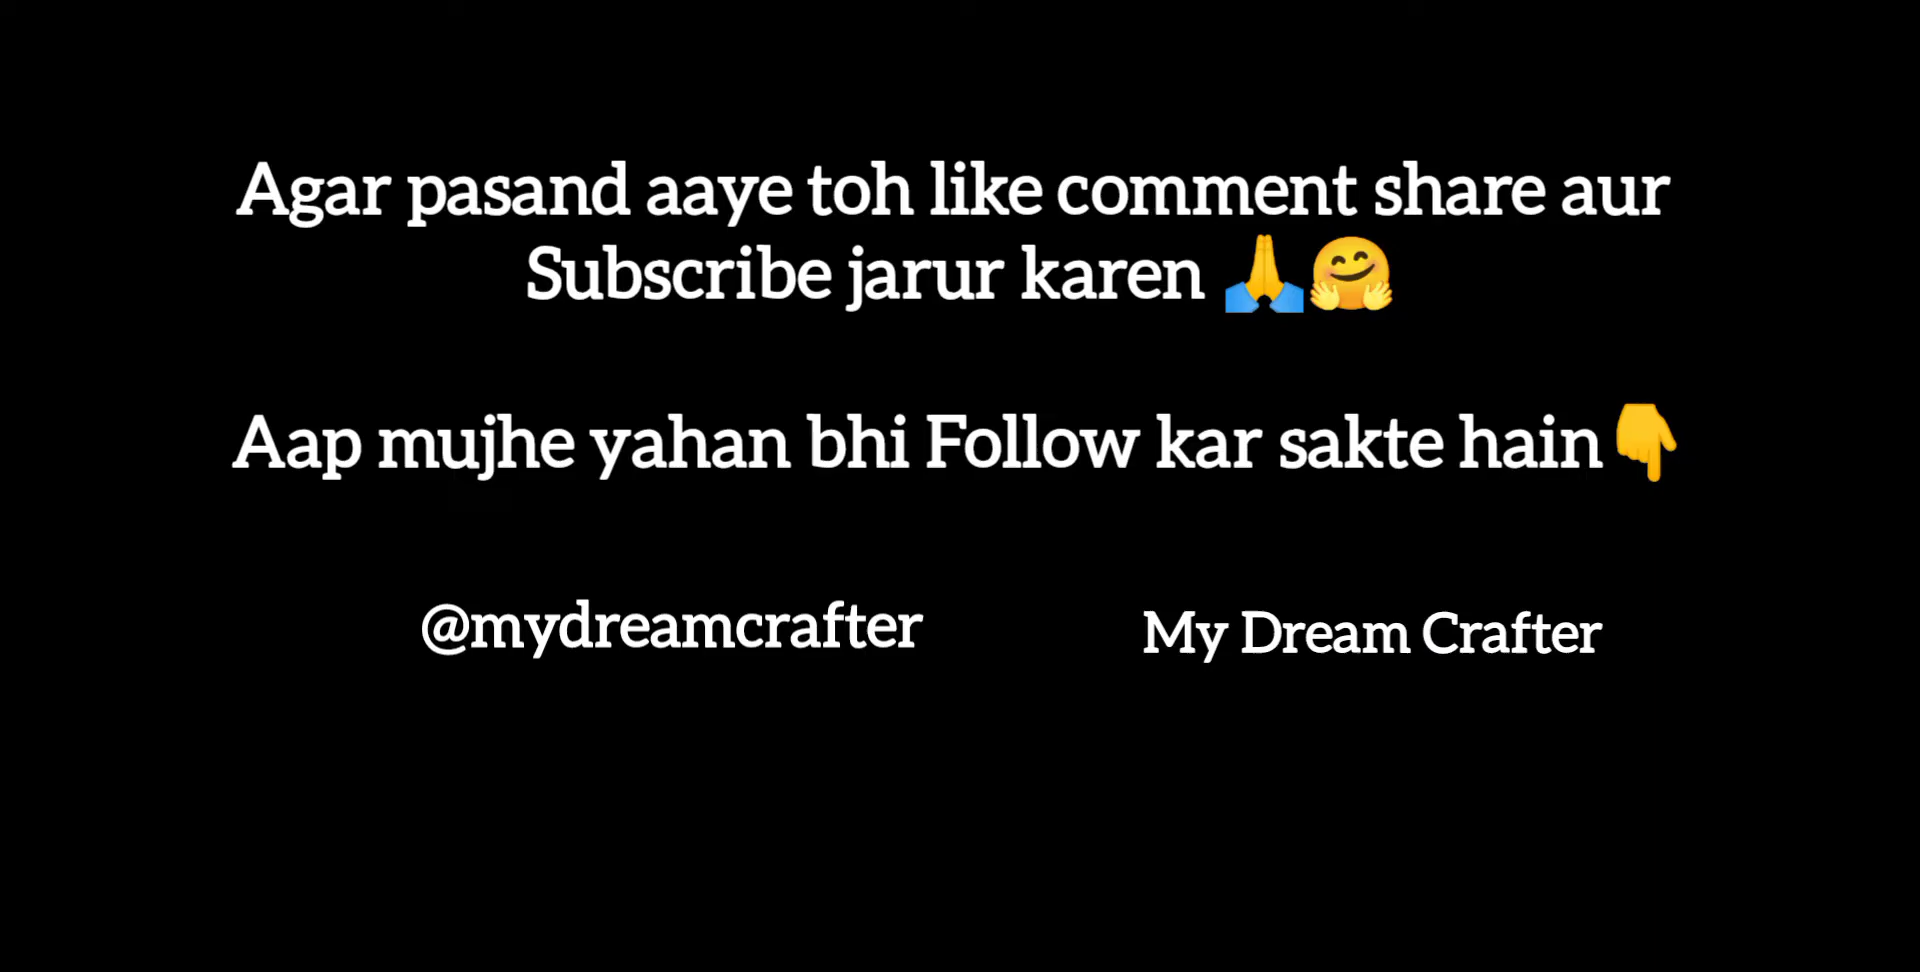 Agar pasand aaye toh like comment share aur
Subscribe jarur karen 🙏🤗
Aap mujhe yahan bhi Follow kar sakte hain👇
@mydreamcrafter
My Dream Crafter